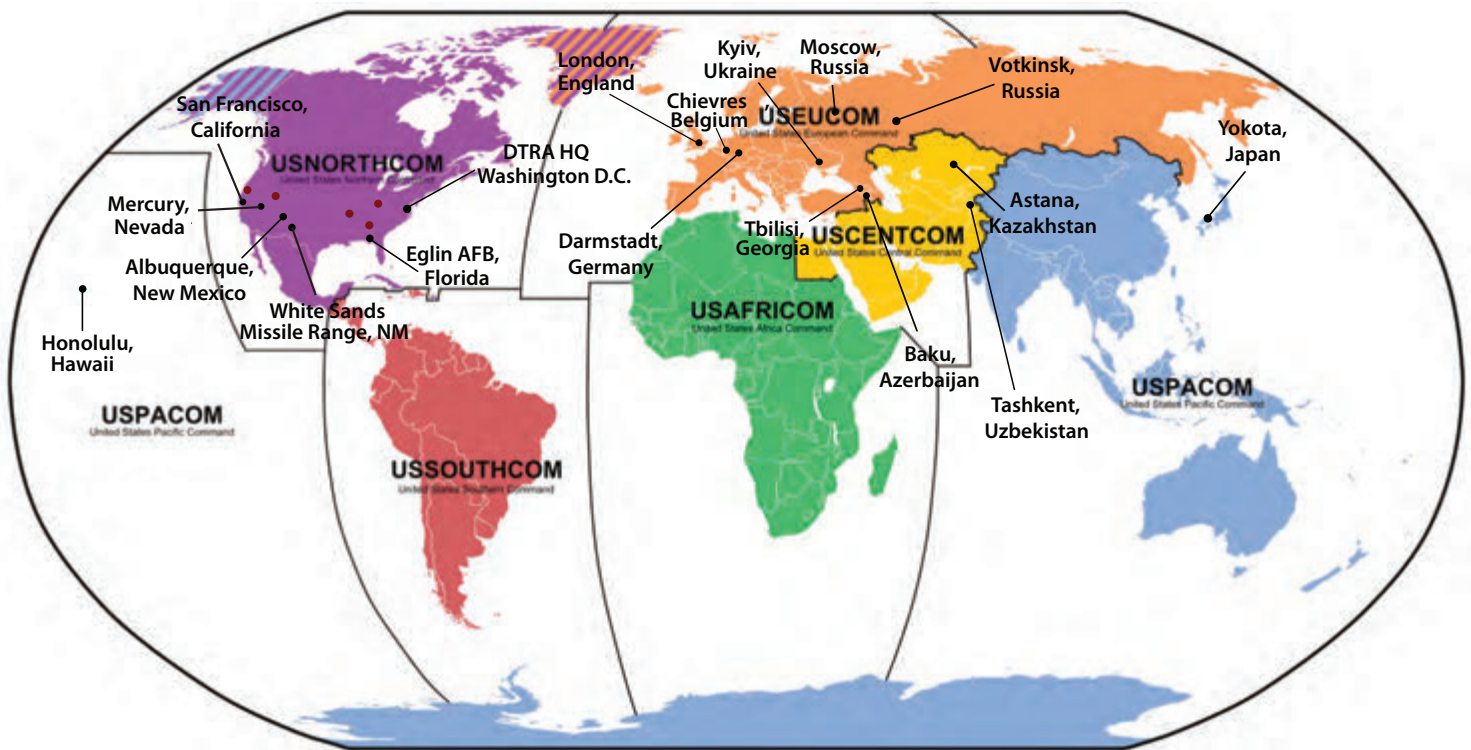 London,
England
Kyiv,
Ukraine
Moscow,
Russia
Votkinsk,
Russia
San Francisco,
California
Chievres
Belgium
USEUCOM
United States European Command
Yokota,
Japan
USNORTHCOM
United States Northern Command
DTRA HQ
Washington D.C.
Mercury,
Nevada
Astana,
Kazakhstan
Tbilisi,
Georgia
USCENTCOM
United States Central Command
Darmstadt,
Germany
Eglin AFB,
Florida
Albuquerque,
New Mexico
White Sands
Missile Range, NM
USAFRICOM
United States Africa Command
Honolulu,
Hawaii
Baku,
Azerbaijan
USPACOM
United States Pacific Command
USPACOM
United States Pacific Command
Tashkent,
Uzbekistan
USSOUTHCOM
United States Southern Command